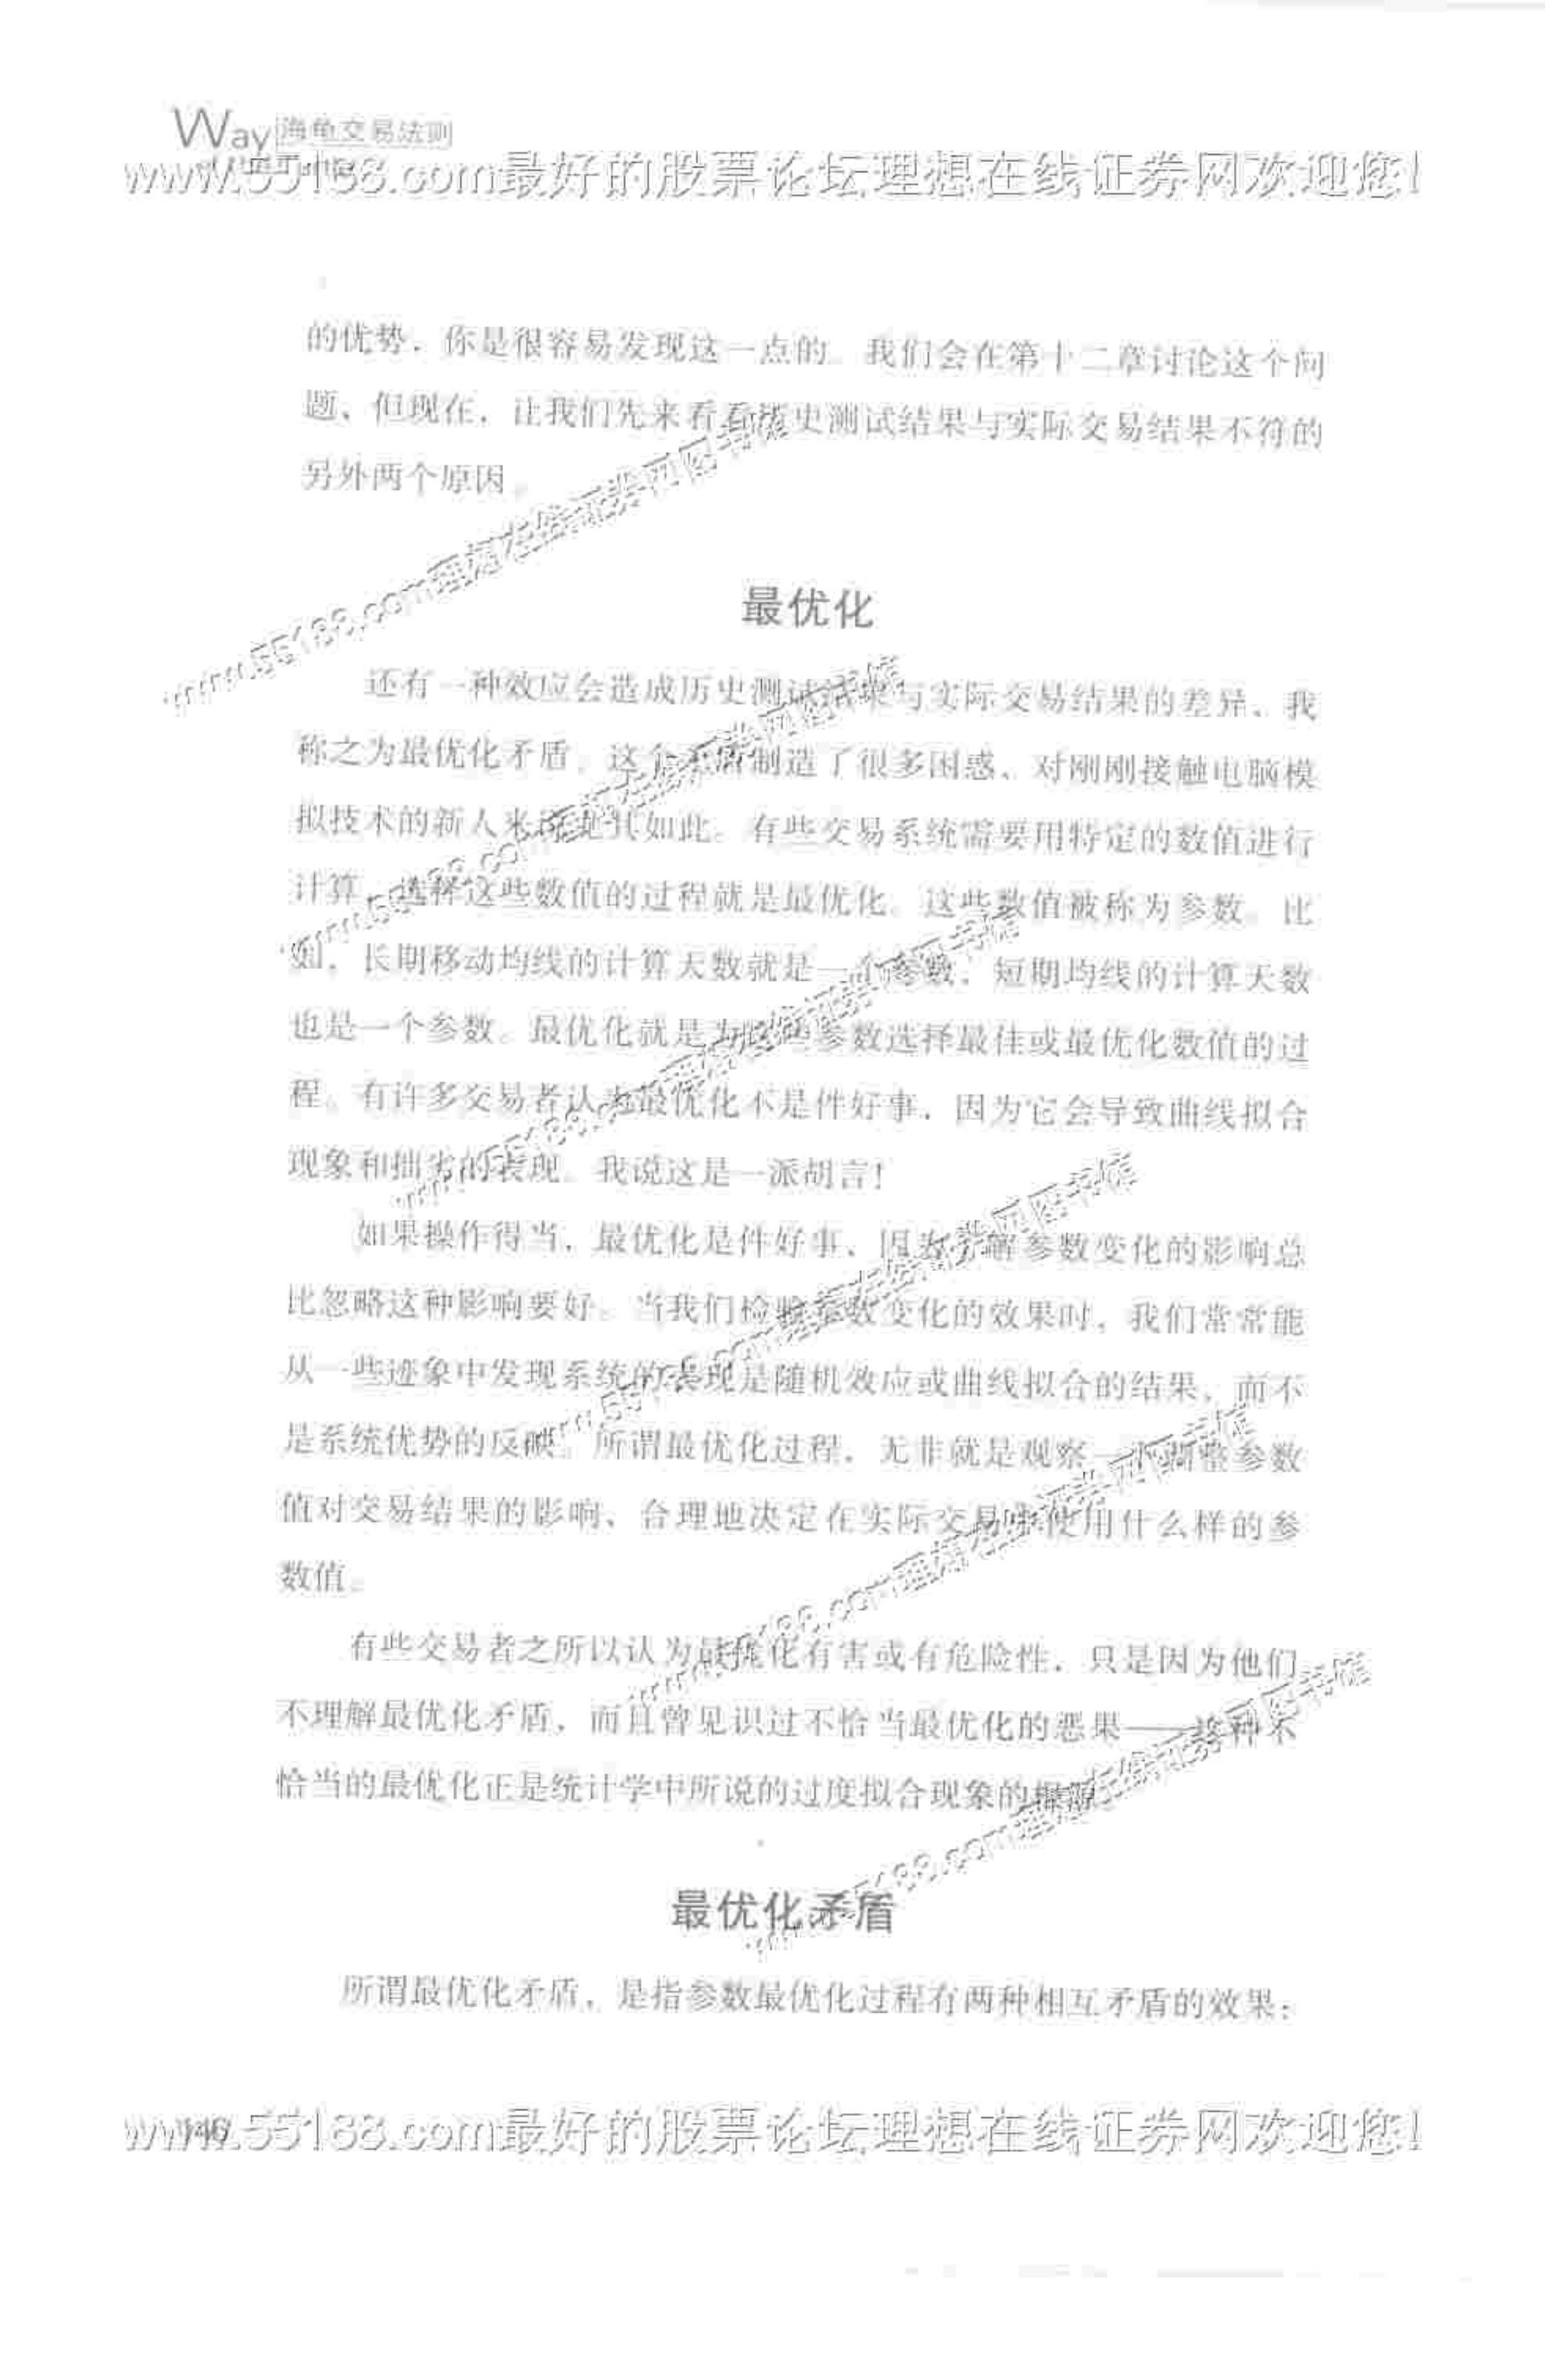 Way 海龟交易法则
www.55188.com最好的股票论坛理想在线证券网欢迎您!
的优势，你是很容易发现这一点的。我们会在第十二章讨论这个问
题，但现在，让我们先来看看历史测试结果与实际交易结果不符的
另外两个原因。
最优化
还有一种效应会造成历史测试结果与实际交易结果的差异，我
称之为最优化矛盾。这个矛盾制造了很多困惑，对刚刚接触电脑模
拟技术的新人来说尤其如此。有些交易系统需要用特定的数值进行
计算，选择这些数值的过程就是最优化。这些数值被称为参数。比
如，长期移动均线的计算天数就是一个参数，短期均线的计算天数
也是一个参数。最优化就是为这些参数选择最佳或最优化数值的过
程。有许多交易者认为最优化不是件好事，因为它会导致曲线拟合
现象和拙劣的表现。我说这是一派胡言!
如果操作得当，最优化是件好事，因为了解参数变化的影响总
比忽略这种影响要好。当我们检验参数变化的效果时，我们常常能
从一些迹象中发现系统的表现是随机效应或曲线拟合的结果，而不
是系统优势的反映。所谓最优化过程，无非就是观察一下调整参数
值对交易结果的影响，合理地决定在实际交易中使用什么样的参
数值。
有些交易者之所以认为最优化有害或有危险性，只是因为他们
不理解最优化矛盾，而且曾见识过不恰当最优化的恶果——这种不
恰当的最优化正是统计学中所说的过度拟合现象的根源。
最优化矛盾
所谓最优化矛盾，是指参数最优化过程有两种相互矛盾的效果：
146
www.55188.com最好的股票论坛理想在线证券网欢迎您!